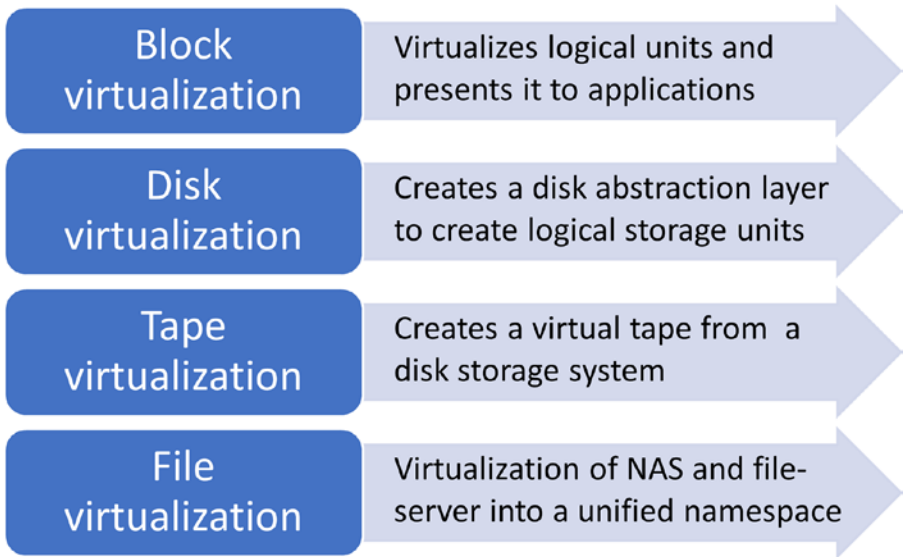 Block
virtualization
Virtualizes logical units and
presents it to applications
Disk
virtualization
Creates a disk abstraction layer
to create logical storage units
Tape
virtualization
Creates a virtual tape from  a
disk storage system
File
virtualization
Virtualization of NAS and file-
server into a unified namespace